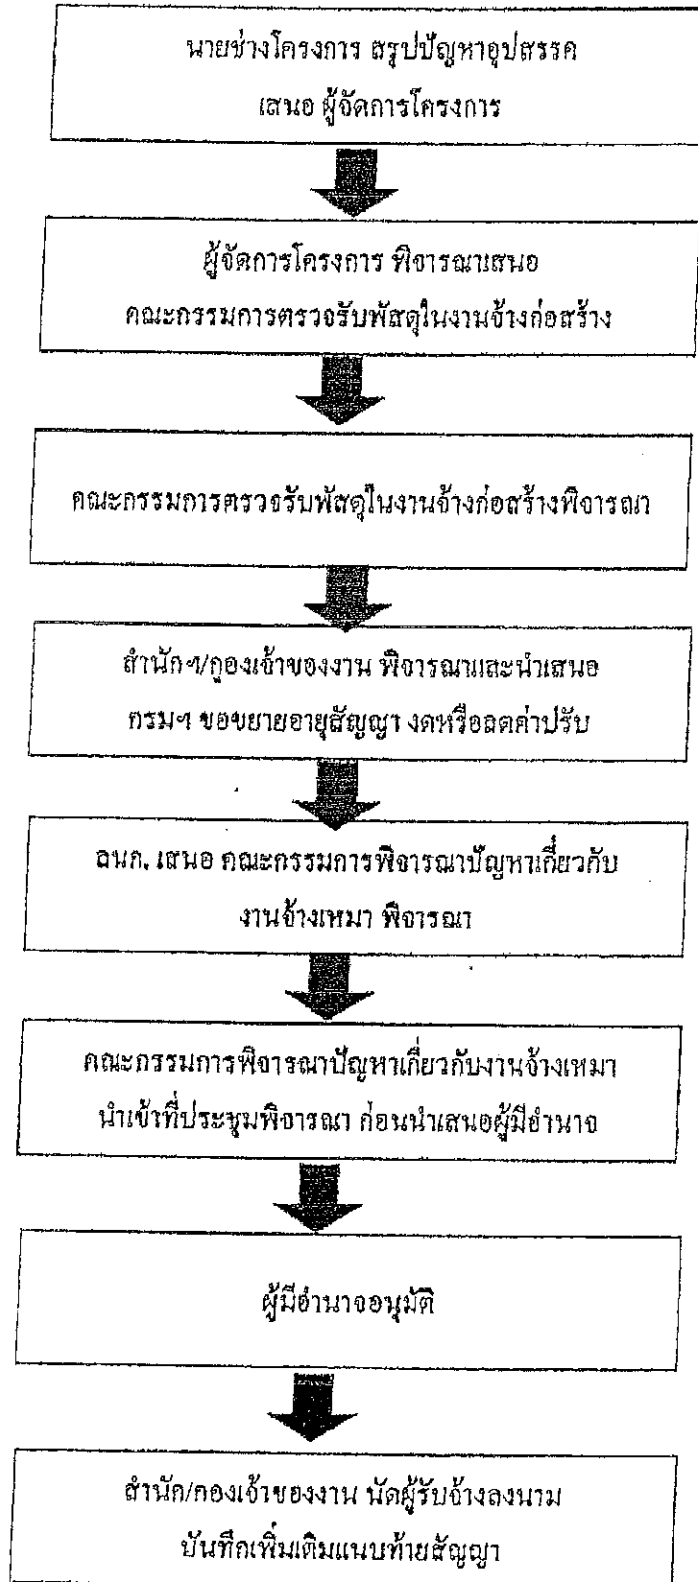 นายช่างโครงการ สรุปปัญหาอุปสรรค
เสนอ ผู้จัดการโครงการ
ผู้จัดการโครงการ พิจารณาเสนอ
คณะกรรมการตรวจรับพัสดุในงานจ้างก่อสร้าง
คณะกรรมการตรวจรับพัสดุในงานจ้างก่อสร้างพิจารณา
สำนักฯ/กองเจ้าของงาน พิจารณาและนำเสนอ
กรมฯ ขอขยายอายุสัญญา งดหรือลดค่าปรับ
ลนก. เสนอ คณะกรรมการพิจารณาปัญหาเกี่ยวกับ
งานจ้างเหมา พิจารณา
คณะกรรมการพิจารณาปัญหาเกี่ยวกับงานจ้างเหมา
นำเข้าที่ประชุมพิจารณา ก่อนนำเสนอผู้มีอำนาจ
ผู้มีอำนาจอนุมัติ
สำนัก/กองเจ้าของงาน นัดผู้รับจ้างลงนาม
บันทึกเพิ่มเติมแนบท้ายสัญญา